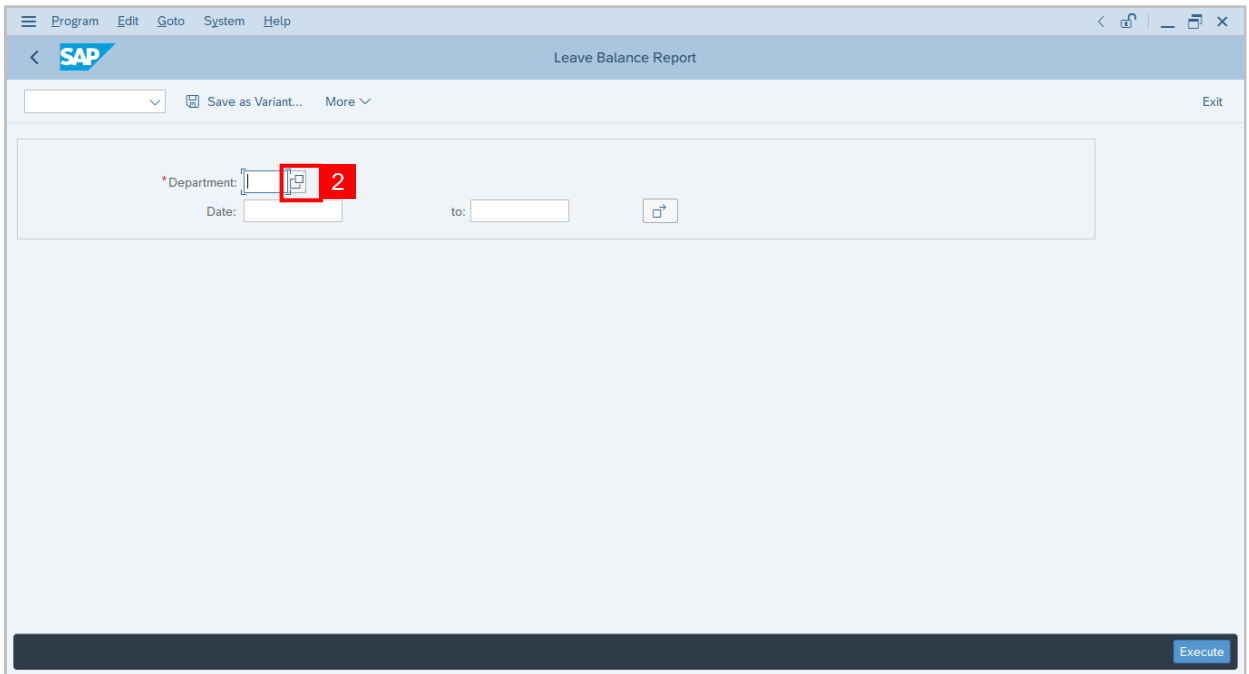 Program Edit Goto System Help
SAP Leave Balance Report
Save as Variant... More Exit
*Department: 2
Date: to:
Execute